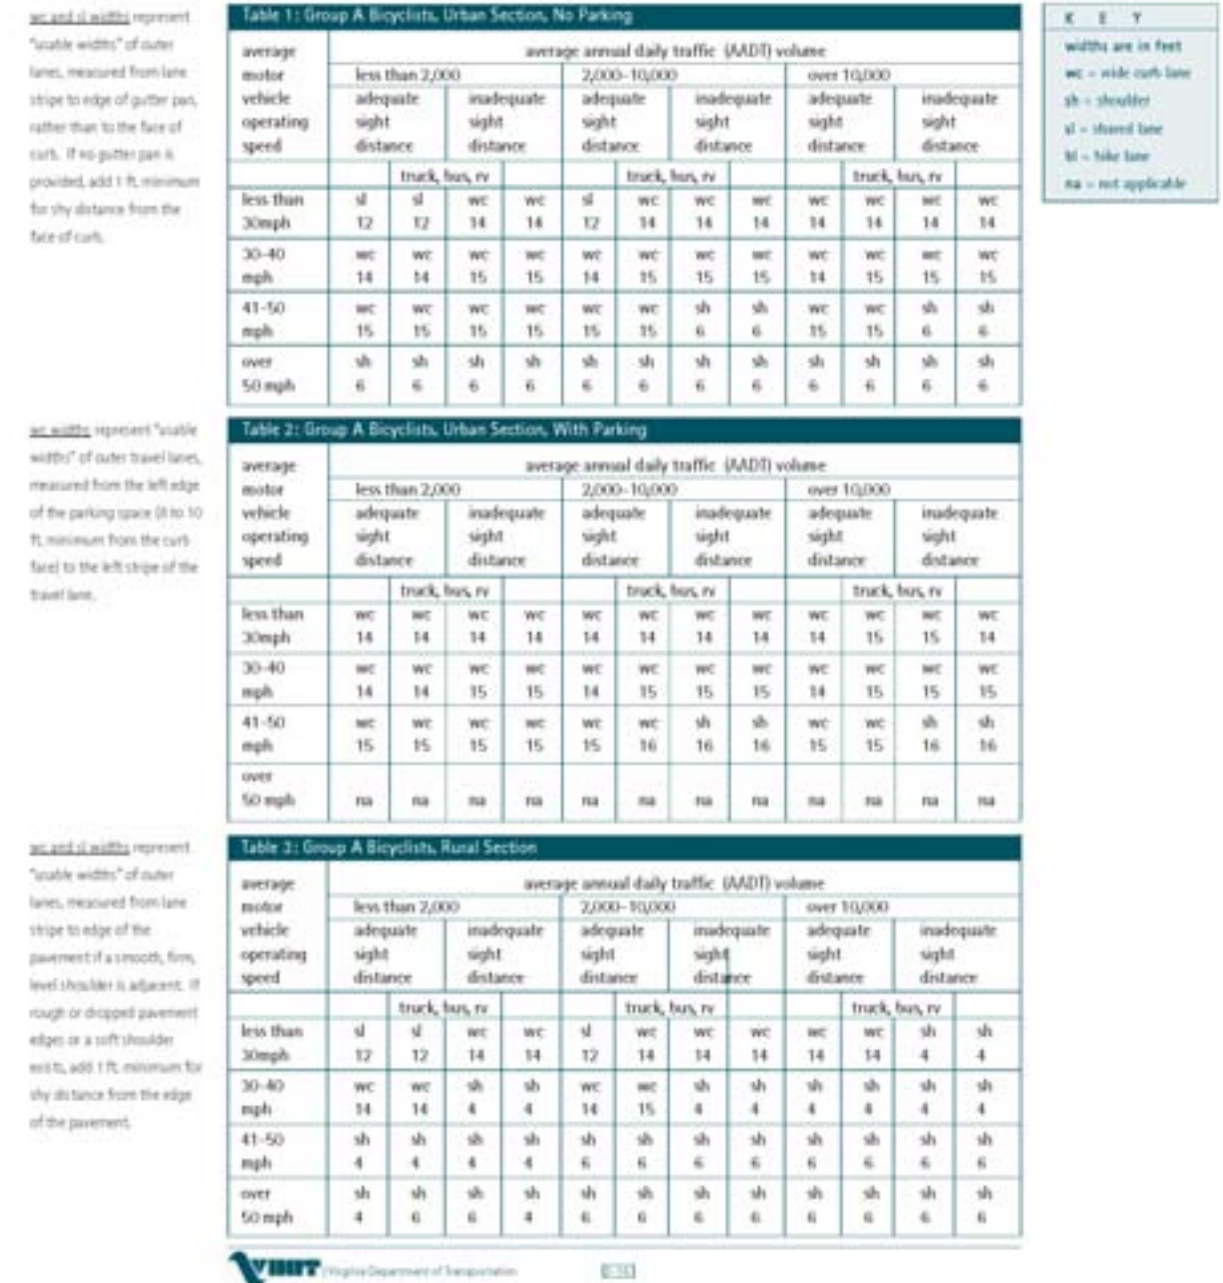 wc and sl widths represent
"usable widths" of outer
lanes, measured from lane
stripe to edge of gutter pan,
rather than to the face of
curb. If no gutter pan is
provided, add 1 ft. minimum
for shy distance from the
face of curb.
Table 1: Group A Bicyclists, Urban Section, No Parking
average average annual daily traffic (AADT) volume
motor less than 2,000 2,000-10,000 over 10,000
vehicle adequate inadequate adequate inadequate adequate inadequate
operating sight sight sight sight sight sight
speed distance distance distance distance distance distance
truck, bus, rv truck, bus, rv truck, bus, rv
less than sl sl wc wc sl wc wc wc wc wc wc wc
30mph 12 12 14 14 12 14 14 14 14 14 14 14
30-40 wc wc wc wc wc wc wc wc wc wc wc wc
mph 14 14 15 15 14 15 15 15 14 15 15 15
41-50 wc wc wc wc wc wc sh sh wc wc sh sh
mph 15 15 15 15 15 15 6 6 15 15 6 6
over sh sh sh sh sh sh sh sh sh sh sh sh
50 mph 6 6 6 6 6 6 6 6 6 6 6 6
K E Y
widths are in feet
wc = wide curb lane
sh = shoulder
sl = shared lane
bl = bike lane
na = not applicable
wc widths represent "usable
widths" of outer travel lanes,
measured from the left edge
of the parking space (8 to 10
ft. minimum from the curb
face) to the left stripe of the
travel lane.
Table 2: Group A Bicyclists, Urban Section, With Parking
average average annual daily traffic (AADT) volume
motor less than 2,000 2,000-10,000 over 10,000
vehicle adequate inadequate adequate inadequate adequate inadequate
operating sight sight sight sight sight sight
speed distance distance distance distance distance distance
truck, bus, rv truck, bus, rv truck, bus, rv
less than wc wc wc wc wc wc wc wc wc wc wc wc
30mph 14 14 14 14 14 14 14 14 14 15 15 14
30-40 wc wc wc wc wc wc wc wc wc wc wc wc
mph 14 14 15 15 14 15 15 15 14 15 15 15
41-50 wc wc wc wc wc wc sh sh wc wc sh sh
mph 15 15 15 15 15 16 16 16 15 15 16 16
over
50 mph na na na na na na na na na na na na
wc and sl widths represent
"usable widths" of outer
lanes, measured from lane
stripe to edge of the
pavement if a smooth, firm,
level shoulder is adjacent. If
rough or dropped pavement
edges or a soft shoulder
exists, add 1 ft. minimum for
shy distance from the edge
of the pavement.
Table 3: Group A Bicyclists, Rural Section
average average annual daily traffic (AADT) volume
motor less than 2,000 2,000-10,000 over 10,000
vehicle adequate inadequate adequate inadequate adequate inadequate
operating sight sight sight sight sight sight
speed distance distance distance distance distance distance
truck, bus, rv truck, bus, rv truck, bus, rv
less than sl sl wc wc sl wc wc wc wc wc sh sh
30mph 12 12 14 14 12 14 14 14 14 14 4 4
30-40 wc wc sh sh wc wc sh sh sh sh sh sh
mph 14 14 4 4 14 15 4 4 4 4 4 4
41-50 sh sh sh sh sh sh sh sh sh sh sh sh
mph 4 4 4 4 6 6 6 6 6 6 6 6
over sh sh sh sh sh sh sh sh sh sh sh sh
50 mph 4 6 6 4 6 6 6 6 6 6 6 6
VDOT Virginia Department of Transportation